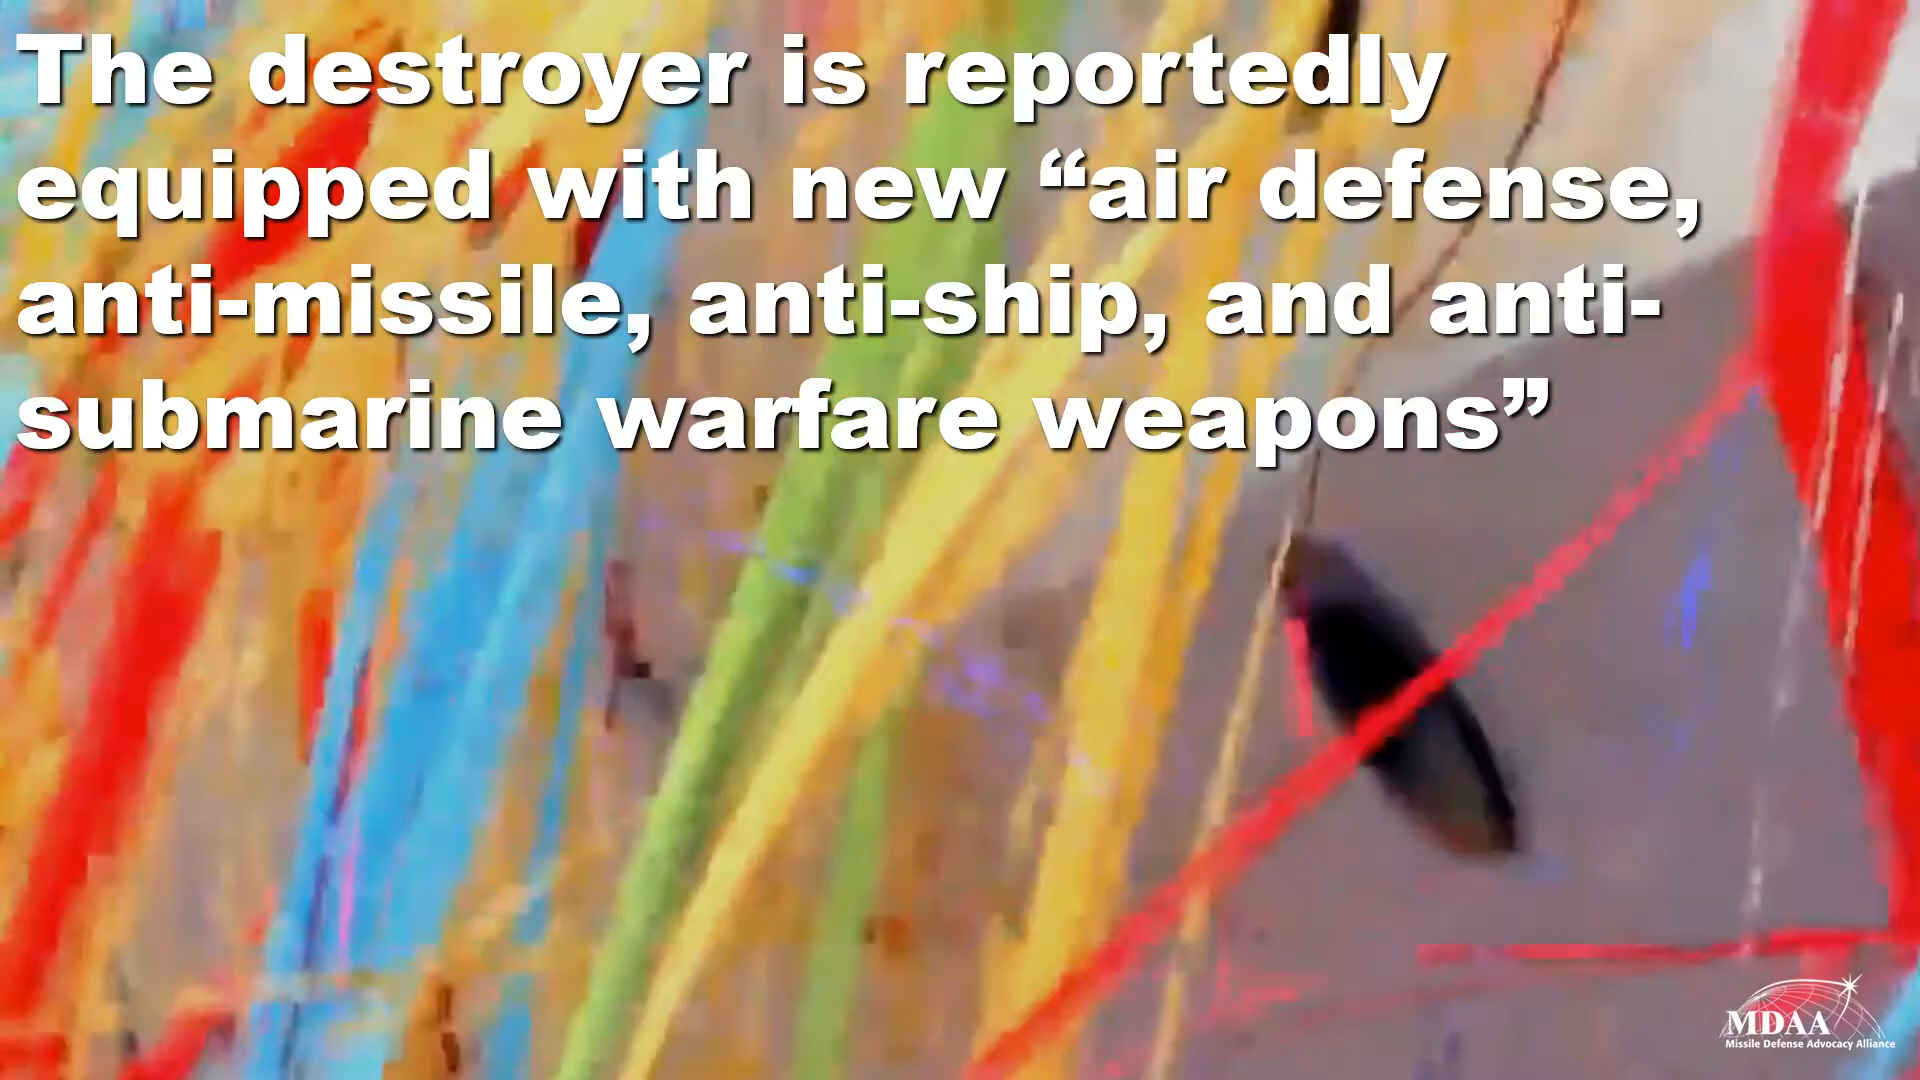 The destroyer is reportedly
equipped with new “air defense,
anti-missile, anti-ship, and anti-
submarine warfare weapons”
MDAA
Missile Defense Advocacy Alliance